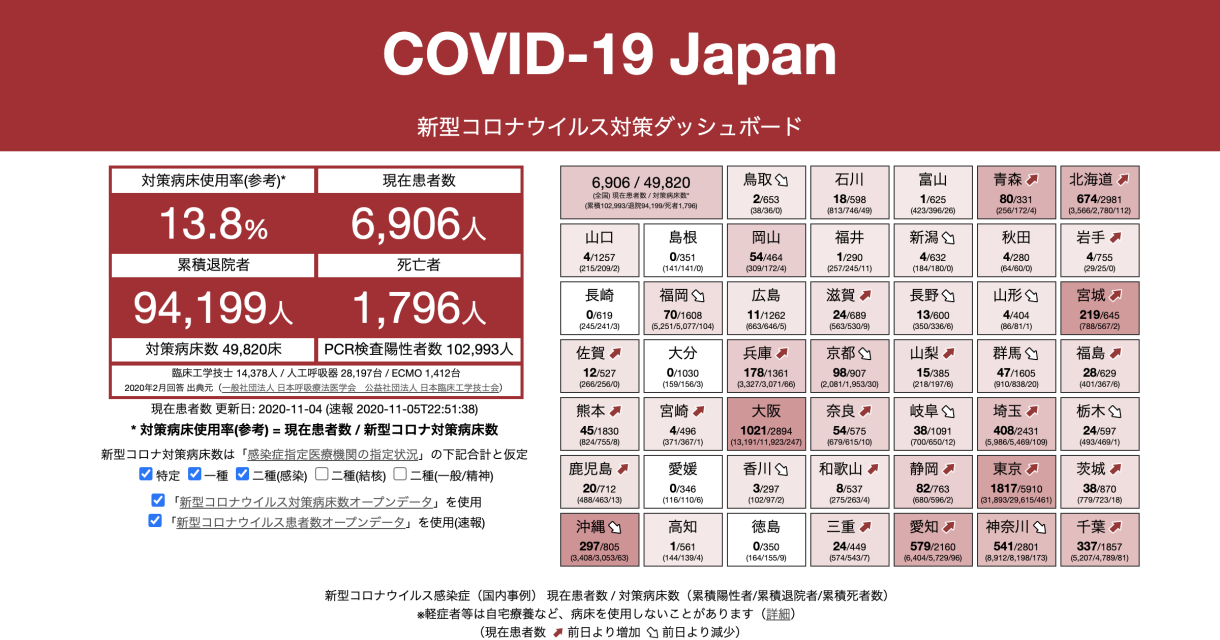 COVID-19 Japan
新型コロナウイルス対策ダッシュボード
対策病床使用率(参考)*
現在患者数
13.8%
6,906人
累積退院者
死亡者
94,199人
1,796人
対策病床数 49,820床
PCR検査陽性者数 102,993人
臨床工学技士 14,378人 / 人工呼吸器 28,197台 / ECMO 1,412台
2020年2月回答 出典元 (一般社団法人 日本呼吸療法医学会　公益社団法人 日本臨床工学技士会)
現在患者数 更新日: 2020-11-04 (速報 2020-11-05T22:51:38)
* 対策病床使用率(参考) = 現在患者数 / 新型コロナ対策病床数
新型コロナ対策病床数は「感染症指定医療機関の指定状況」の下記合計と仮定
特定 一種 二種(感染) 二種(結核) 二種(一般/精神)
「新型コロナウイルス対策病床数オープンデータ」を使用
「新型コロナウイルス患者数オープンデータ」を使用(速報)
6,906 / 49,820
(全国) 現在患者数 / 対策病床数*
(累積102,993/退院94,199/死者1,796)
鳥取
2/653
(38/36/0)
石川
18/598
(813/746/49)
富山
1/625
(423/396/26)
青森
80/331
(256/172/4)
北海道
674/2981
(3,566/2,780/112)
山口
4/1257
(215/209/2)
島根
0/351
(141/141/0)
岡山
54/464
(309/172/4)
福井
1/290
(257/245/11)
新潟
4/632
(184/180/0)
秋田
4/280
(64/60/0)
岩手
4/755
(29/25/0)
長崎
0/619
(245/241/3)
福岡
70/1608
(5,251/5,077/104)
広島
11/1262
(663/646/5)
滋賀
24/689
(563/530/9)
長野
13/600
(350/336/6)
山形
4/404
(86/81/1)
宮城
219/645
(788/567/2)
佐賀
12/527
(266/256/0)
大分
0/1030
(159/156/3)
兵庫
178/1361
(3,327/3,071/66)
京都
98/907
(2,081/1,953/30)
山梨
15/385
(218/197/6)
群馬
47/1605
(910/838/20)
福島
28/629
(401/367/6)
熊本
45/1830
(824/755/8)
宮崎
4/496
(371/367/1)
大阪
1021/2894
(13,191/11,923/247)
奈良
54/575
(679/615/10)
岐阜
38/1091
(700/650/12)
埼玉
408/2431
(5,986/5,469/109)
栃木
24/597
(493/469/1)
鹿児島
20/712
(488/463/13)
愛媛
0/346
(116/110/6)
香川
3/297
(102/97/2)
和歌山
8/537
(275/263/4)
静岡
82/763
(680/596/2)
東京
1817/5910
(31,893/29,615/461)
茨城
38/870
(779/723/18)
沖縄
297/805
(3,408/3,053/63)
高知
1/561
(144/139/4)
徳島
0/350
(164/155/9)
三重
24/449
(574/543/7)
愛知
579/2160
(6,404/5,729/96)
神奈川
541/2801
(8,912/8,198/173)
千葉
337/1857
(5,207/4,789/81)
新型コロナウイルス感染症（国内事例） 現在患者数 / 対策病床数（累積陽性者/累積退院者/累積死者数）
※軽症者等は自宅療養など、病床を使用しないことがあります（詳細）
（現在患者数 前日より増加 前日より減少）